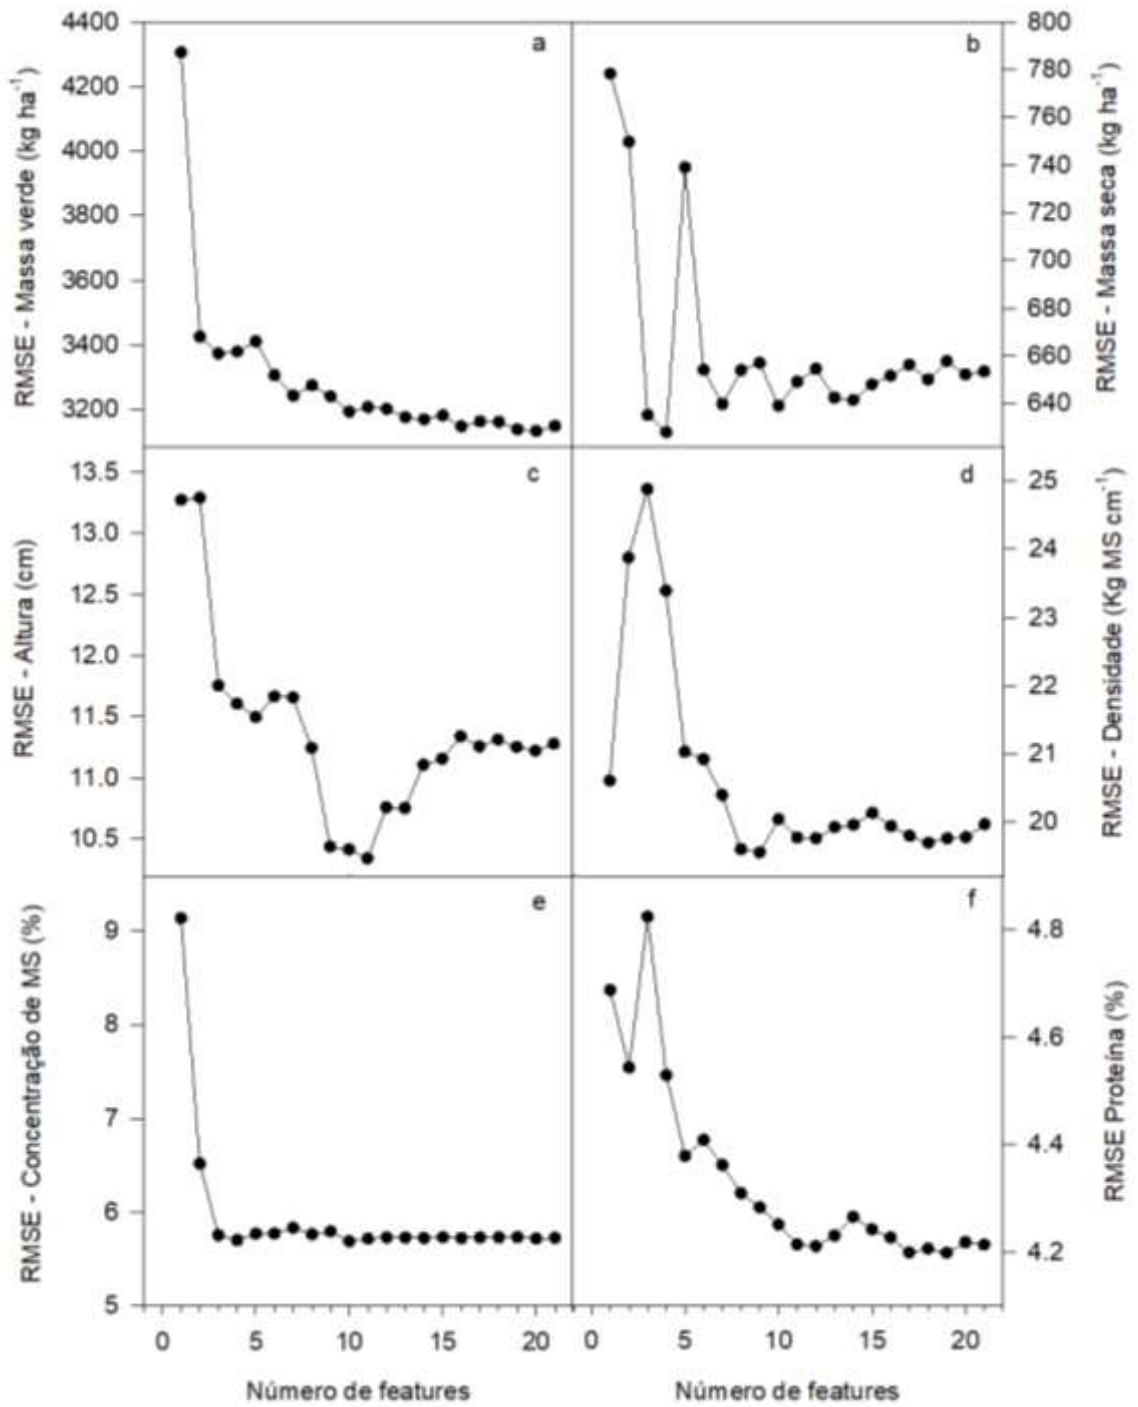 RMSE - Massa verde (kg ha⁻¹)
4400
4200
4000
3800
3600
3400
3200
a
b
800
780
760
740
720
700
680
660
640
RMSE - Massa seca (kg ha⁻¹)
RMSE - Altura (cm)
13.5
13.0
12.5
12.0
11.5
11.0
10.5
c
d
25
24
23
22
21
20
RMSE - Densidade (Kg MS cm⁻¹)
RMSE - Concentração de MS (%)
9
8
7
6
5
e
f
4.8
4.6
4.4
4.2
RMSE Proteína (%)
0 5 10 15 20
0 5 10 15 20
Número de features
Número de features